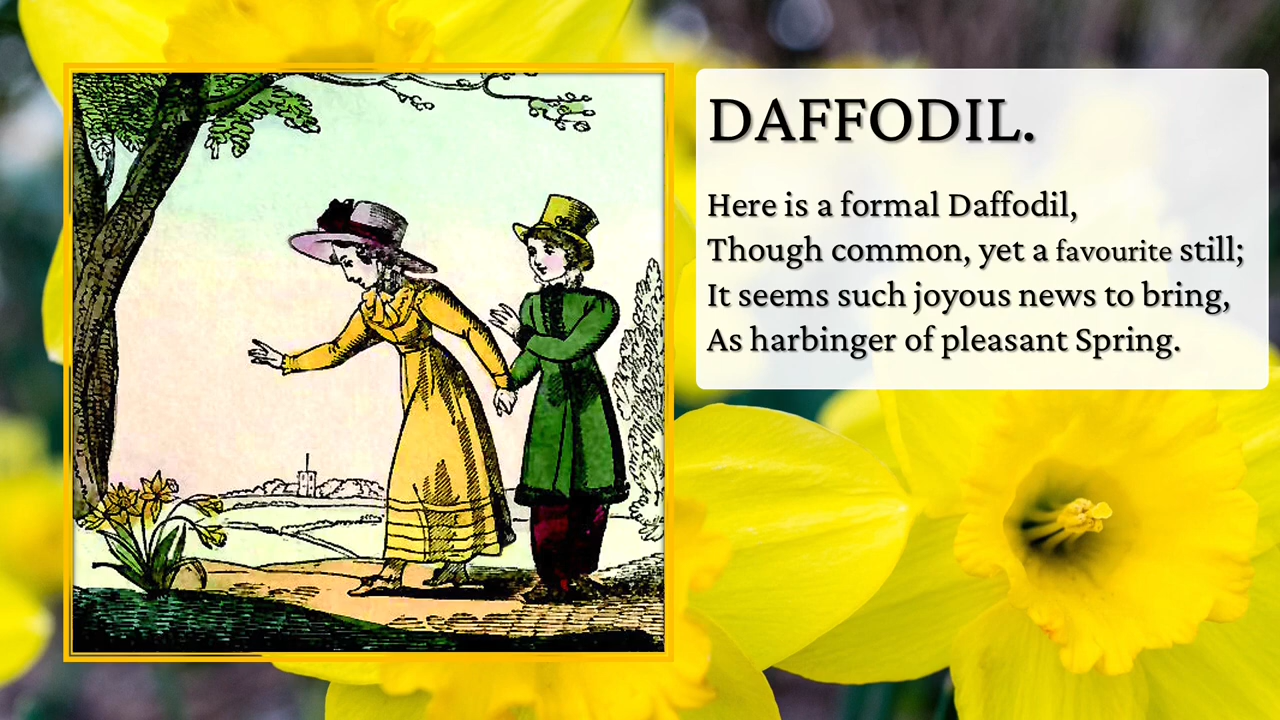 DAFFODIL.
Here is a formal Daffodil,
Though common, yet a favourite still;
It seems such joyous news to bring,
As harbinger of pleasant Spring.